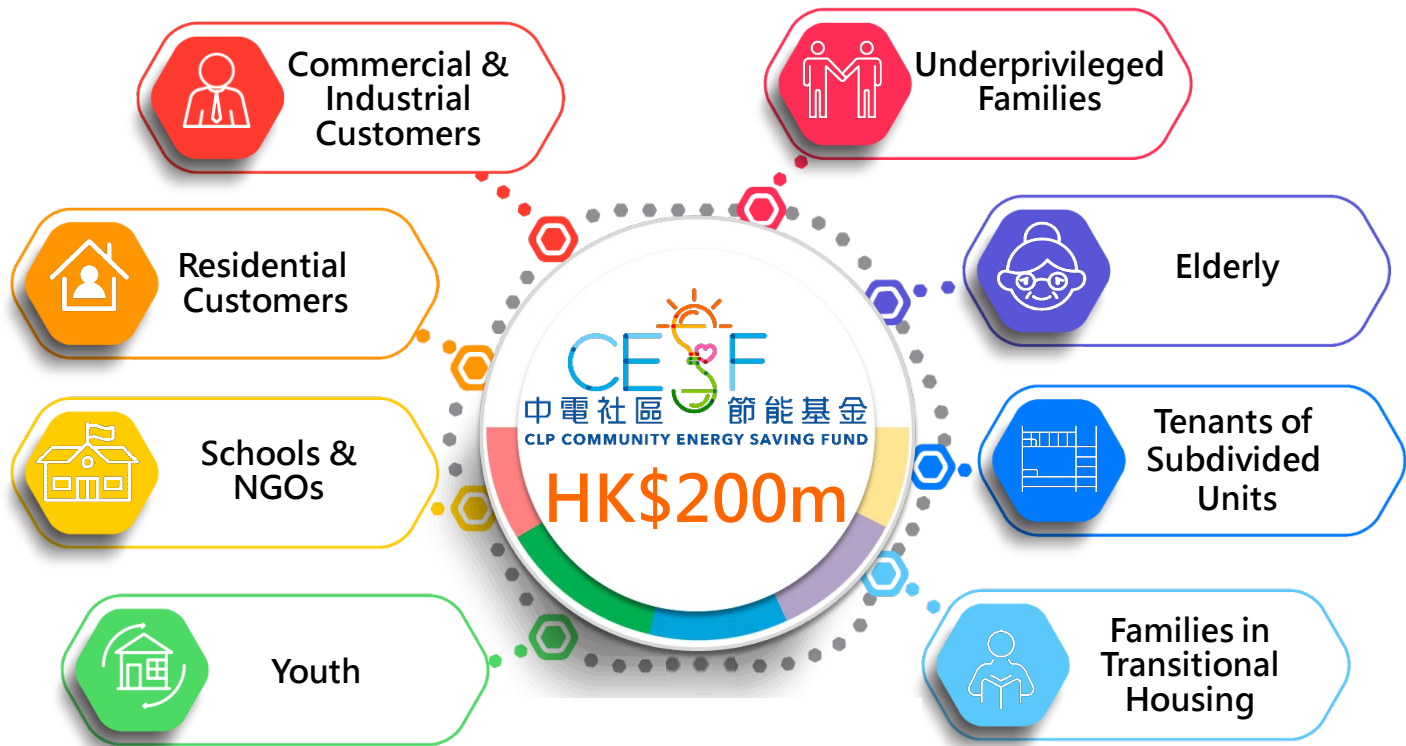 Commercial &
Industrial
Customers
Underprivileged
Families
Residential
Customers
Elderly
CESF
中電社區 節能基金
CLP COMMUNITY ENERGY SAVING FUND
HK$200m
Schools &
NGOs
Tenants of
Subdivided
Units
Youth
Families in
Transitional
Housing